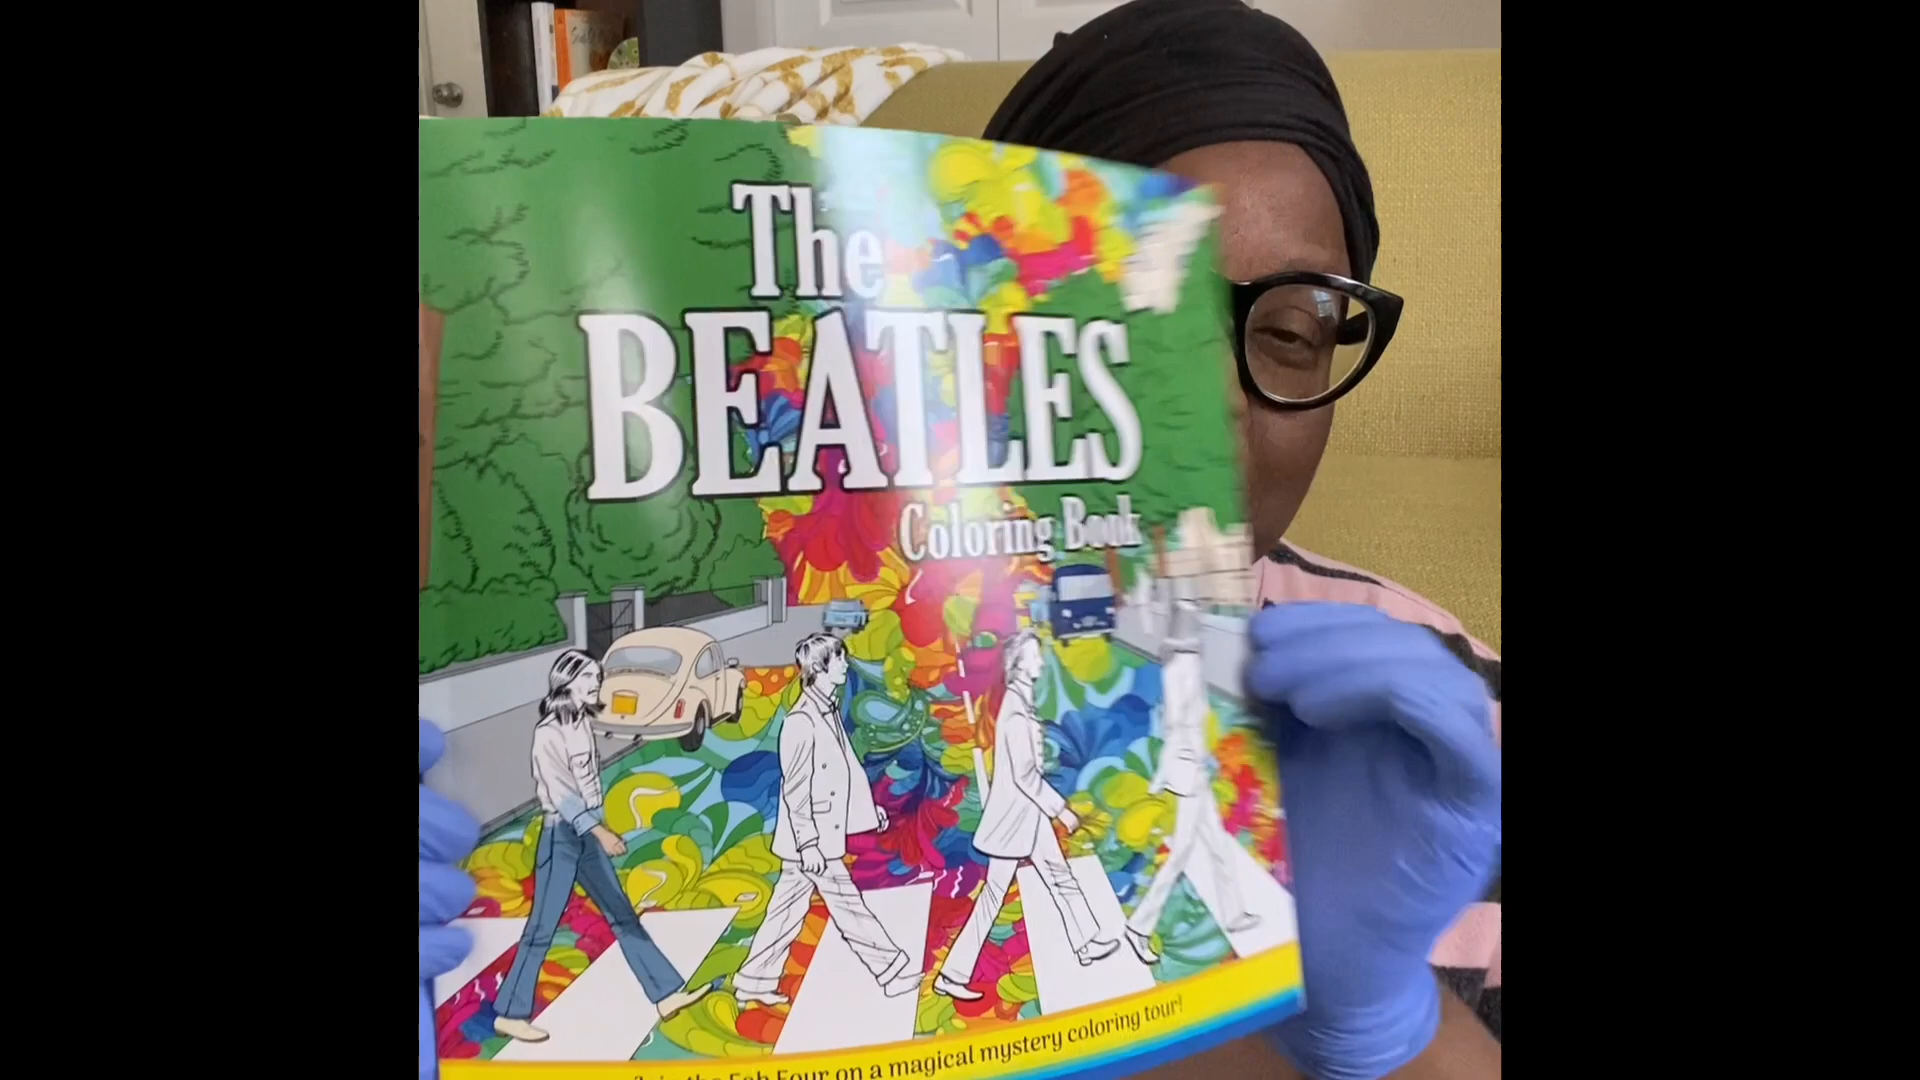 The
BEATLES
Coloring Book
the Fab Four on a magical mystery coloring tour!